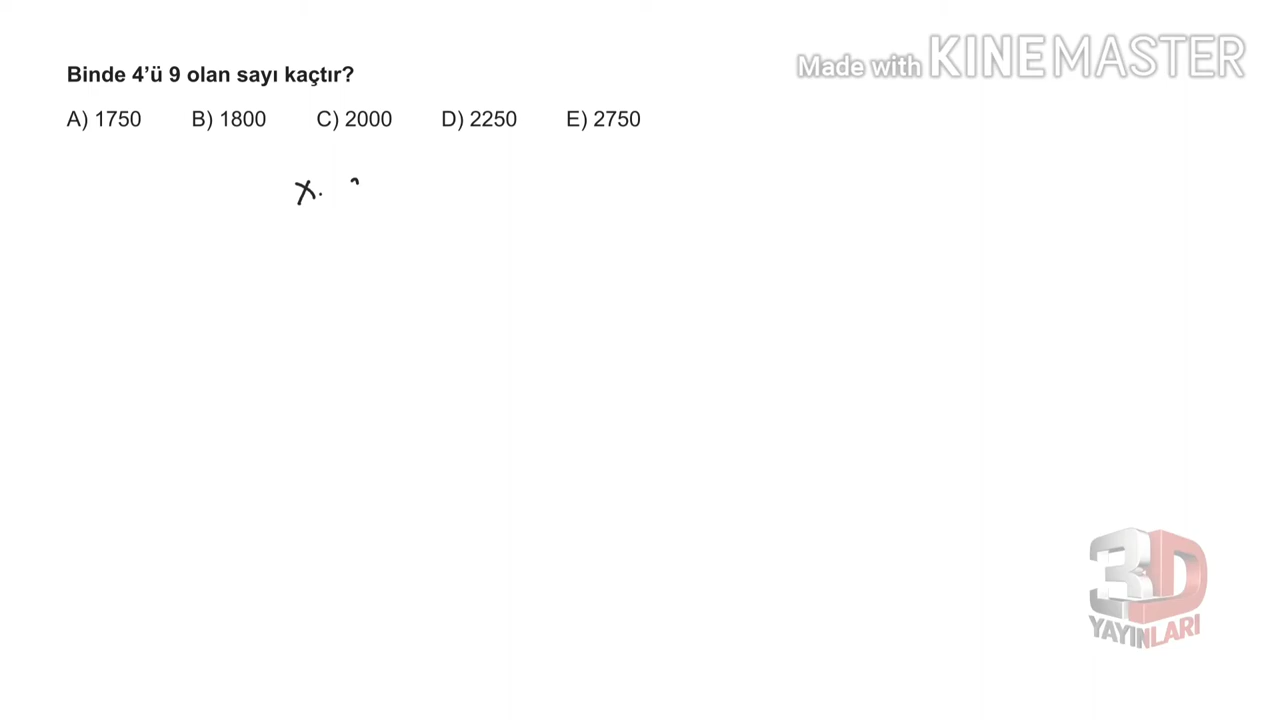 Made with KINEMASTER
Binde 4’ü 9 olan sayı kaçtır?
A) 1750 B) 1800 C) 2000 D) 2250 E) 2750
x.
3D
YAYINLARI